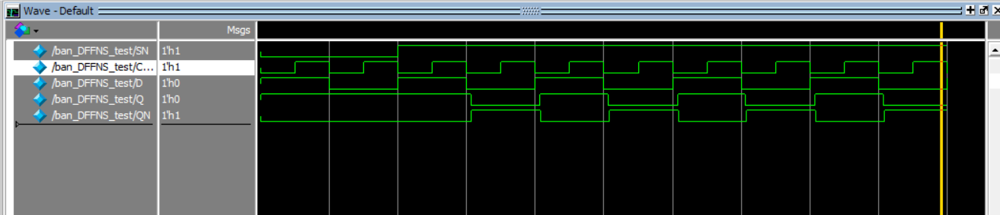 Wave - Default
Msgs
/ban_DFFNS_test/SN 1'h1
/ban_DFFNS_test/C... 1'h1
/ban_DFFNS_test/D 1'h0
/ban_DFFNS_test/Q 1'h0
/ban_DFFNS_test/QN 1'h1